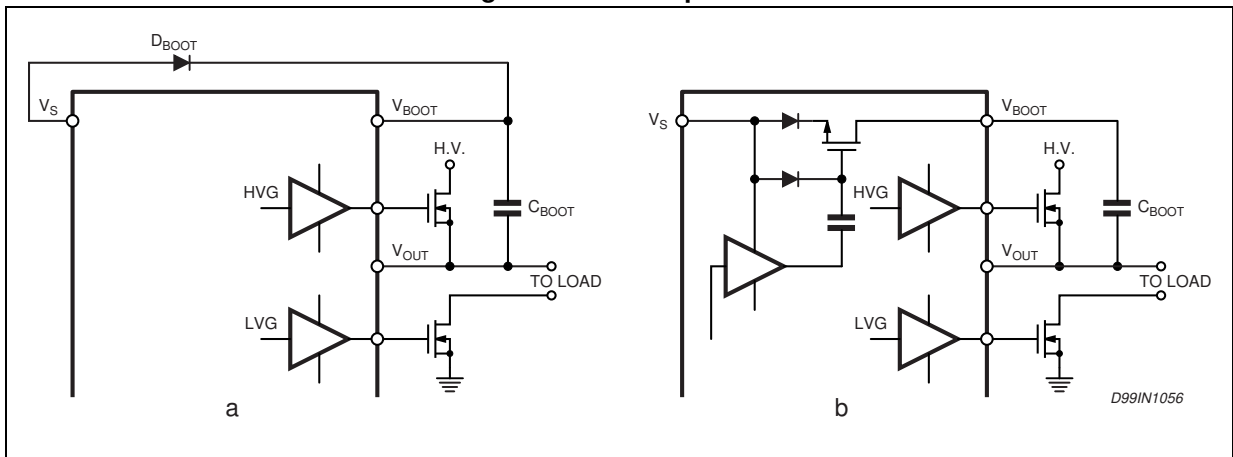 D_BOOT
V_S
V_BOOT
H.V.
HVG
C_BOOT
V_OUT
TO LOAD
LVG
a
V_S
V_BOOT
H.V.
HVG
C_BOOT
V_OUT
TO LOAD
LVG
b
D99IN1056